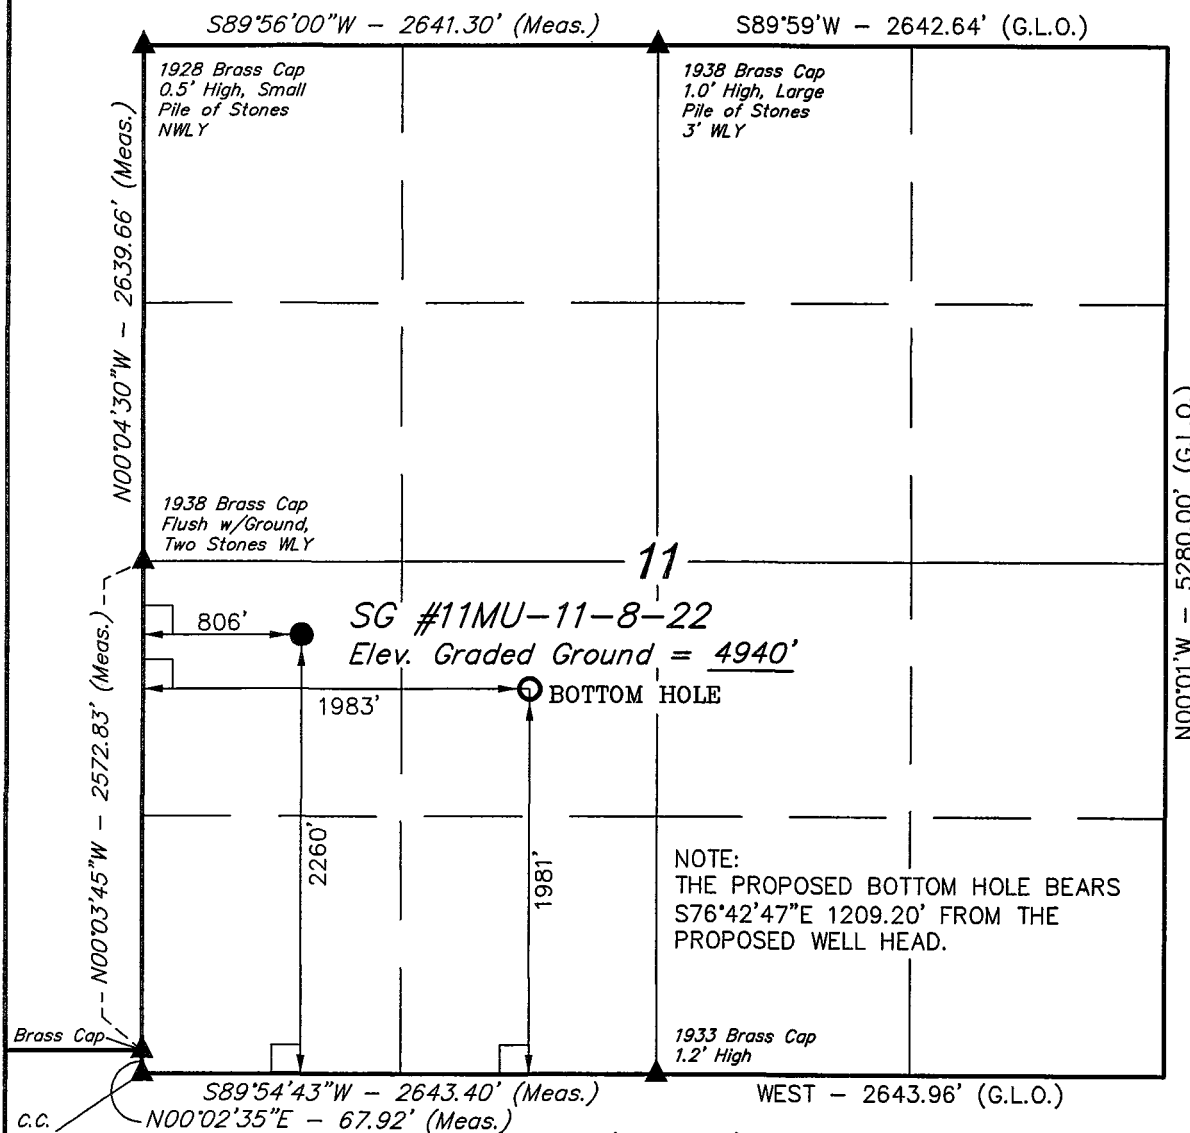 S89°56'00"W - 2641.30' (Meas.)
S89°59'W - 2642.64' (G.L.O.)
1928 Brass Cap
0.5' High, Small
Pile of Stones
NWLY
1938 Brass Cap
1.0' High, Large
Pile of Stones
3' WLY
N00°04'30"W - 2639.66' (Meas.)
1938 Brass Cap
Flush w/Ground,
Two Stones WLY
11
N00°01'W - 5280.00' (G.L.O.)
806'
SG #11MU-11-8-22
Elev. Graded Ground = 4940'
BOTTOM HOLE
1983'
N00°03'45"W - 2572.83' (Meas.)
2260'
1981'
NOTE:
THE PROPOSED BOTTOM HOLE BEARS
S76°42'47"E 1209.20' FROM THE
PROPOSED WELL HEAD.
Brass Cap
1933 Brass Cap
1.2' High
S89°54'43"W - 2643.40' (Meas.)
WEST - 2643.96' (G.L.O.)
C.C.
N00°02'35"E - 67.92' (Meas.)